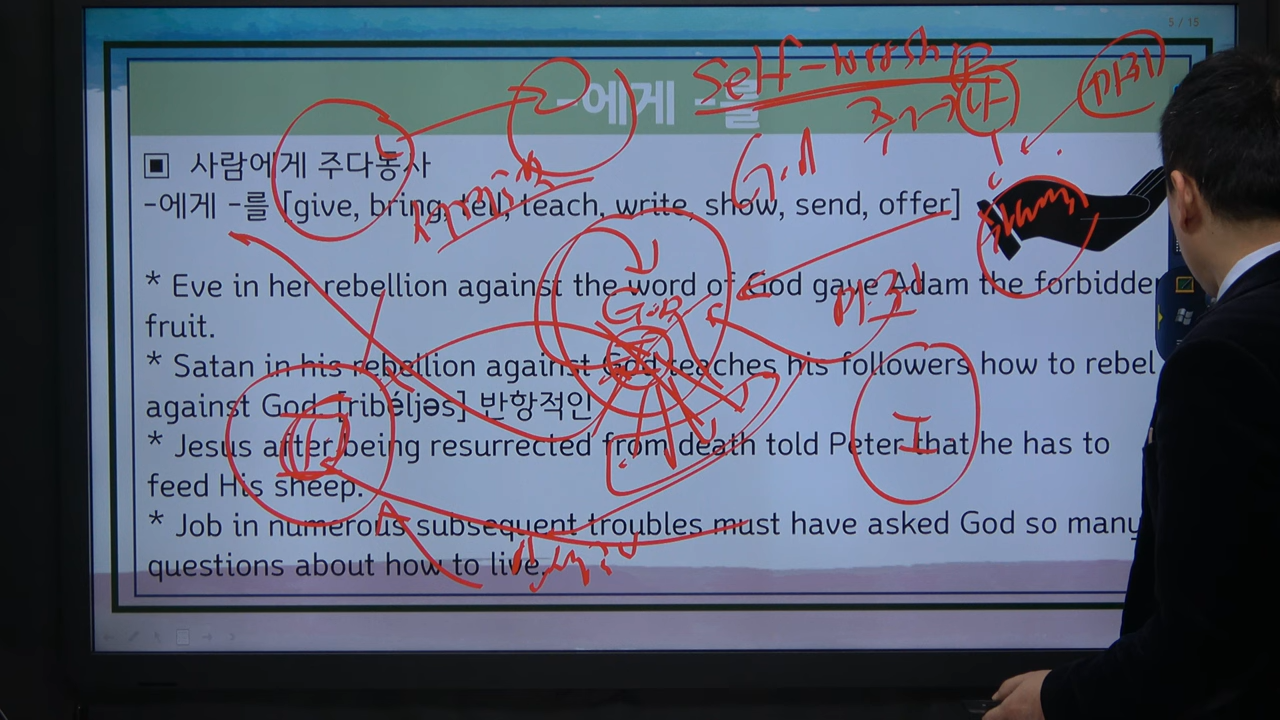 5 / 15
self-worship
-에게 -를
주 → 나
God
▣ 사람에게 주다동사
-에게 -를 [give, bring, tell, teach, write, show, send, offer]
* Eve in her rebellion against the word of God gave Adam the forbidden
fruit.
God
* Satan in his rebellion against God teaches his followers how to rebel
against God. [ribéljəs] 반항적인
I
* Jesus after being resurrected from death told Peter that he has to
feed His sheep.
* Job in numerous subsequent troubles must have asked God so many
questions about how to live.